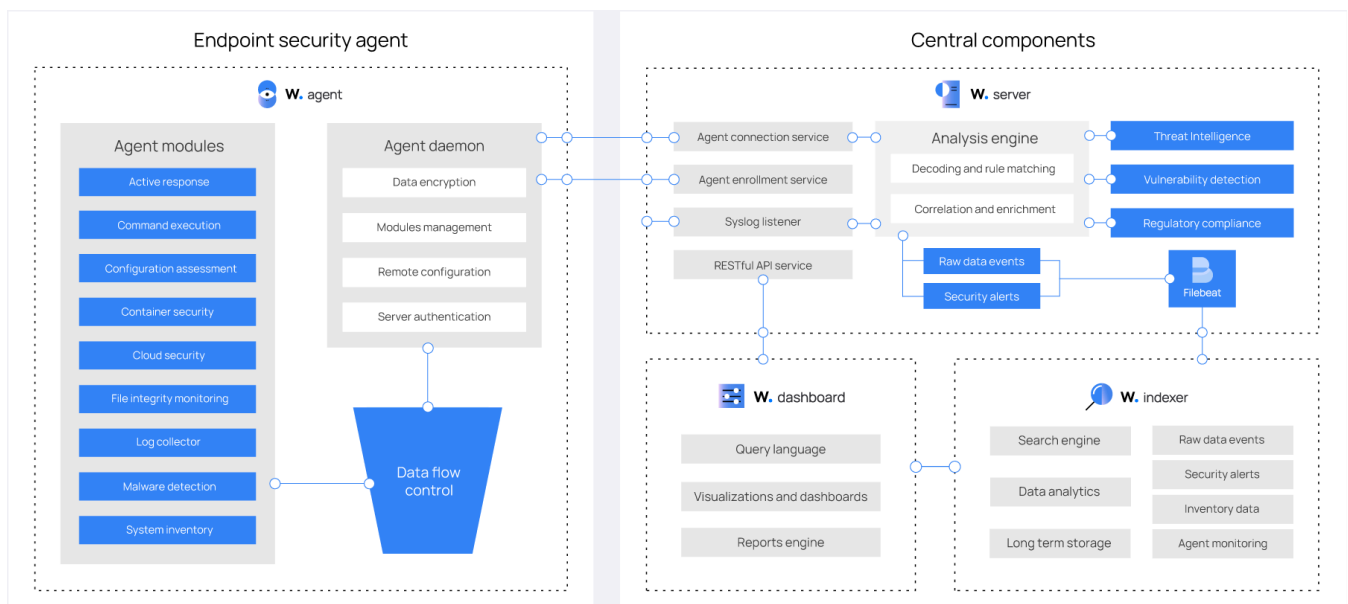 Endpoint security agent
W. agent
Agent modules
Active response
Command execution
Configuration assessment
Container security
Cloud security
File integrity monitoring
Log collector
Malware detection
System inventory
Agent daemon
Data encryption
Modules management
Remote configuration
Server authentication
Data flow
control
Central components
W. server
Agent connection service
Agent enrollment service
Syslog listener
RESTful API service
Analysis engine
Decoding and rule matching
Correlation and enrichment
Threat Intelligence
Vulnerability detection
Regulatory compliance
Raw data events
Security alerts
Filebeat
W. dashboard
Query language
Visualizations and dashboards
Reports engine
W. indexer
Search engine
Data analytics
Long term storage
Raw data events
Security alerts
Inventory data
Agent monitoring